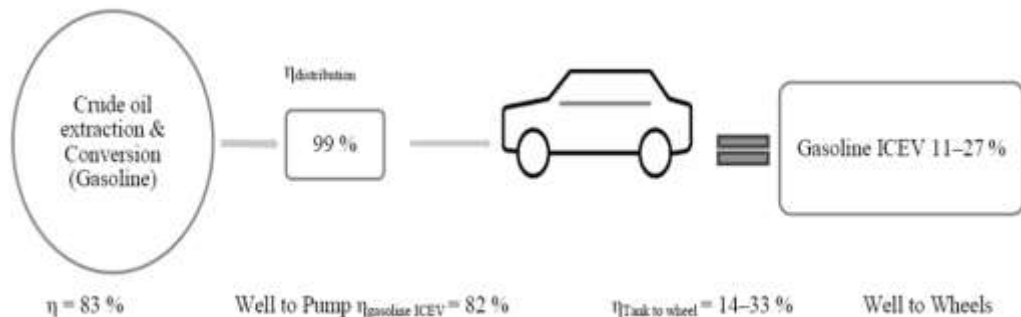 Crude oil
extraction &
Conversion
(Gasoline)
ηdistribution
99 %
Gasoline ICEV 11–27 %
η = 83 %
Well to Pump ηgasoline ICEV = 82 %
ηTank to wheel = 14–33 %
Well to Wheels